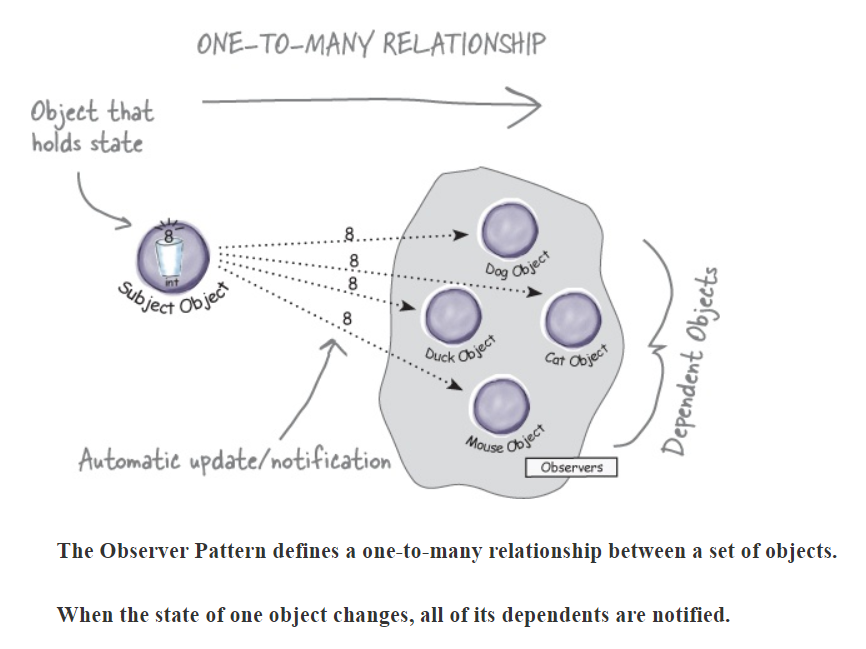 ONE-TO-MANY RELATIONSHIP
Object that
holds state
8
int
Subject Object
8
8
8
8
Dog Object
Duck Object
Cat Object
Mouse Object
Observers
Dependent Objects
Automatic update/notification
The Observer Pattern defines a one-to-many relationship between a set of objects.
When the state of one object changes, all of its dependents are notified.